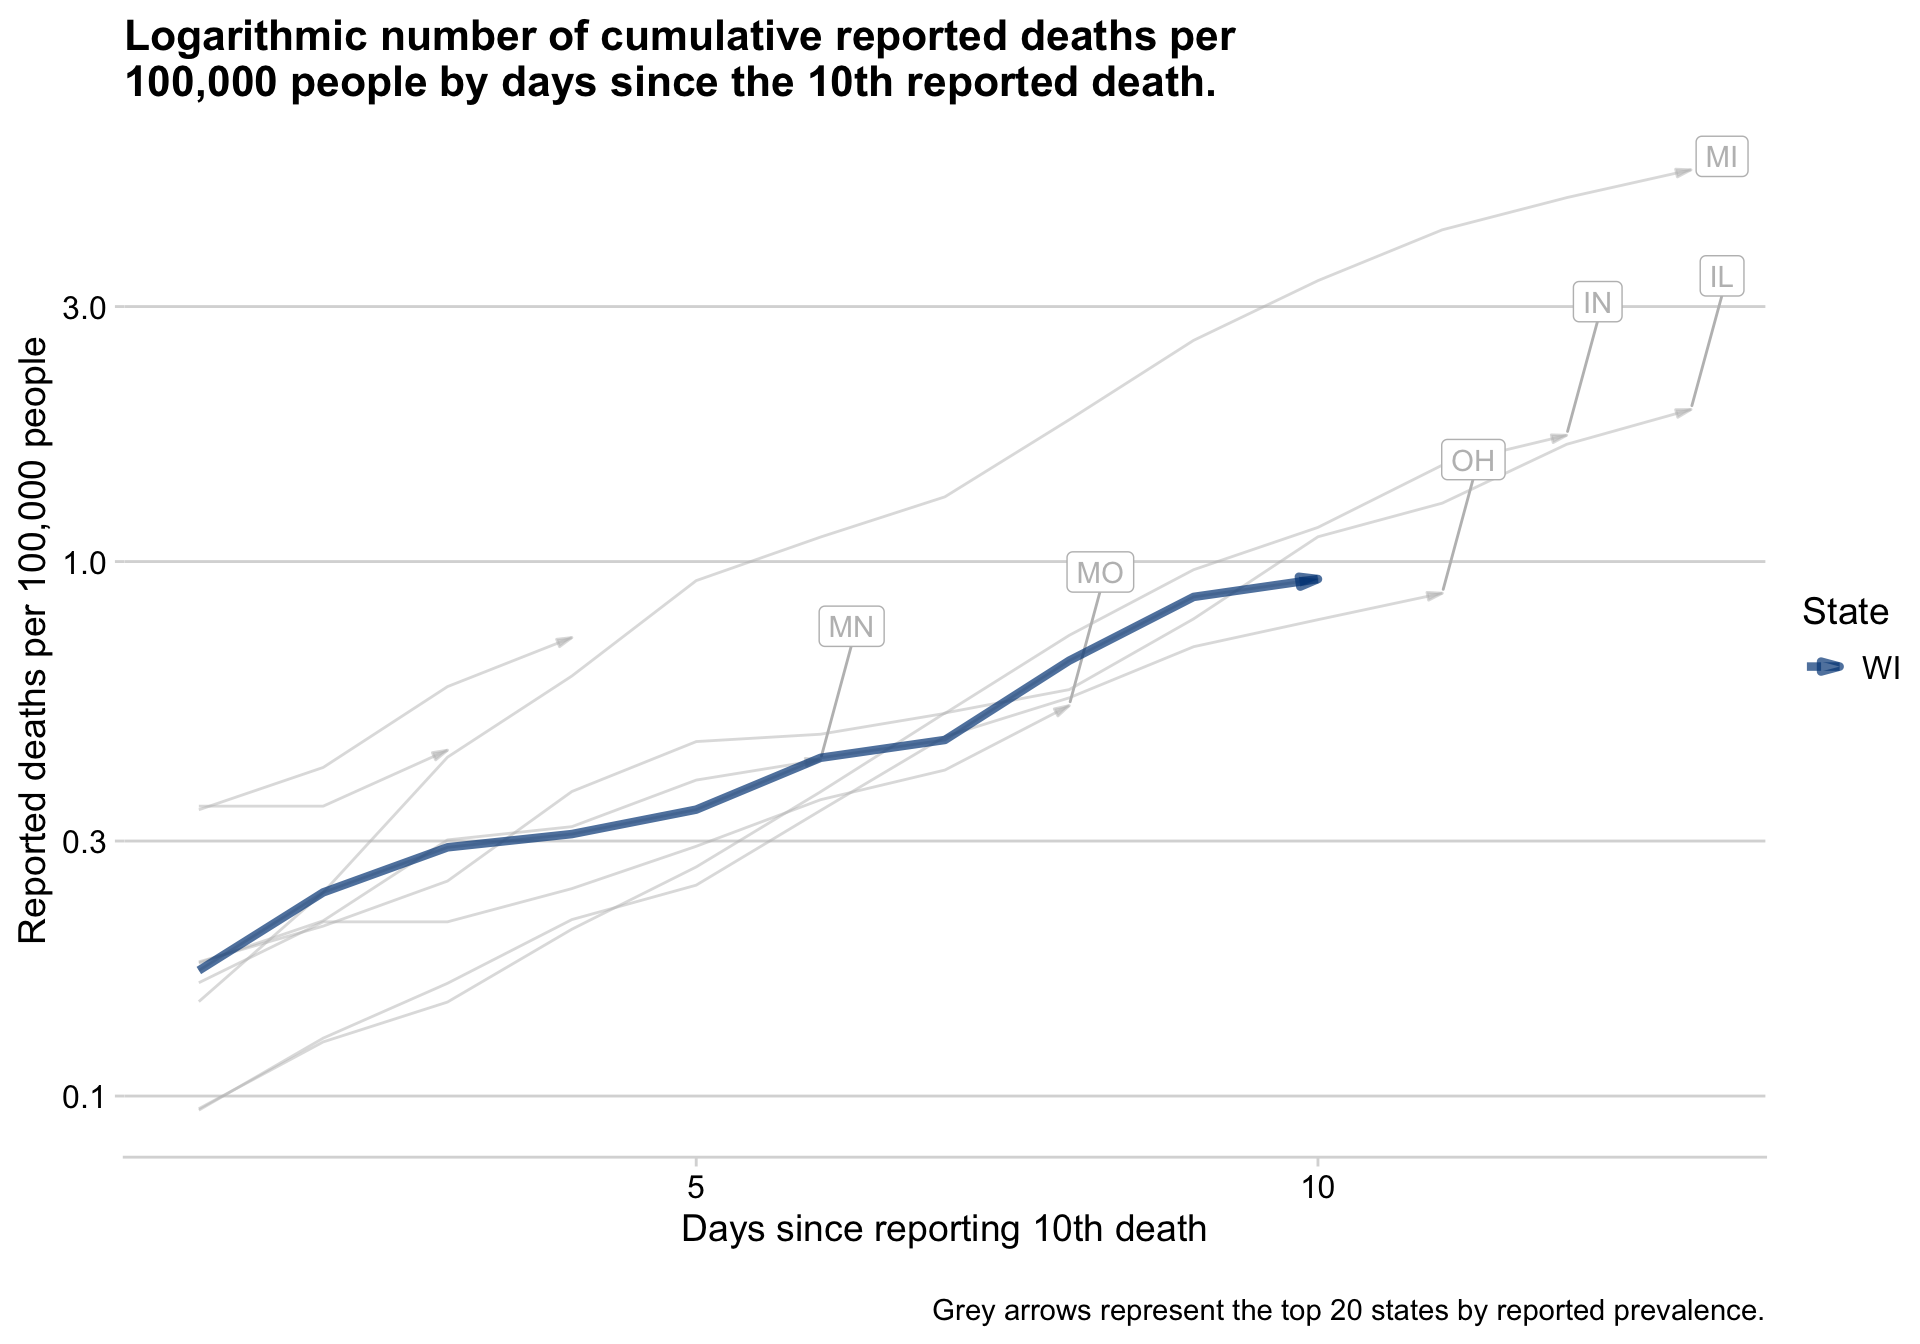 Logarithmic number of cumulative reported deaths per
100,000 people by days since the 10th reported death.
MI
IL
IN
OH
MO
MN
3.0
1.0
0.3
0.1
Reported deaths per 100,000 people
5
10
Days since reporting 10th death
State
WI
Grey arrows represent the top 20 states by reported prevalence.